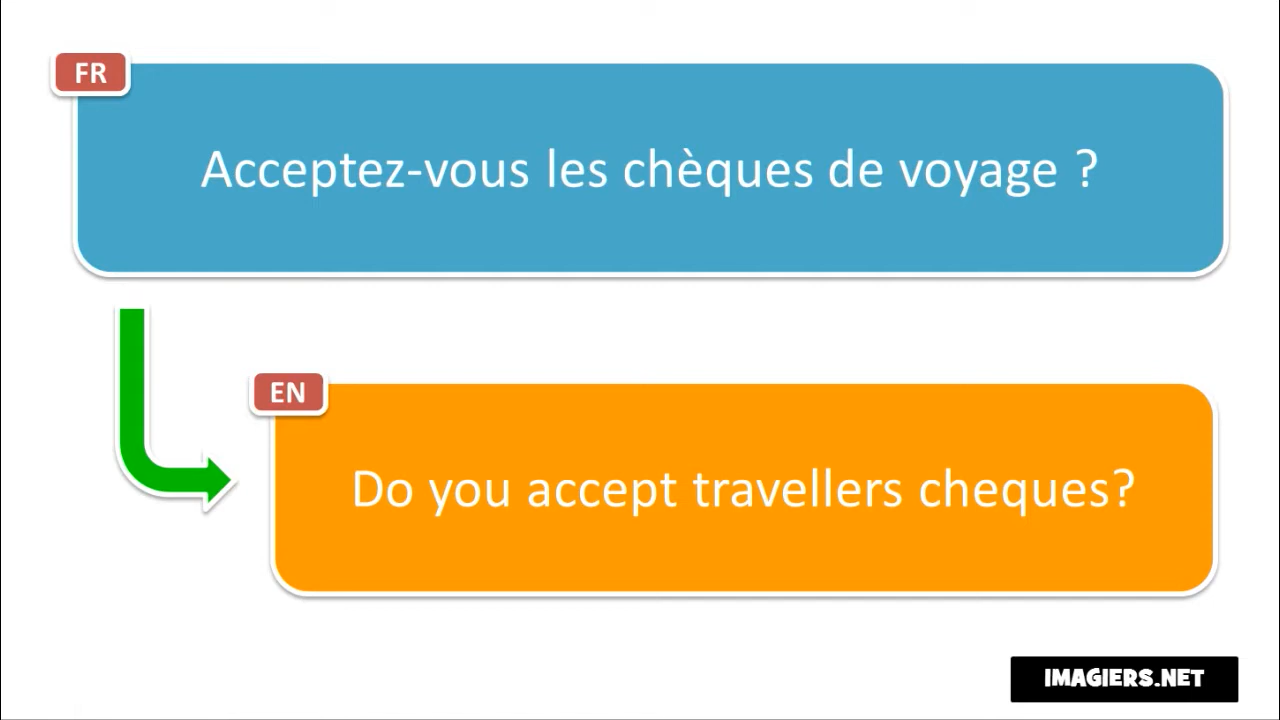 FR
Acceptez-vous les chèques de voyage ?
EN
Do you accept travellers cheques?
IMAGIERS.NET